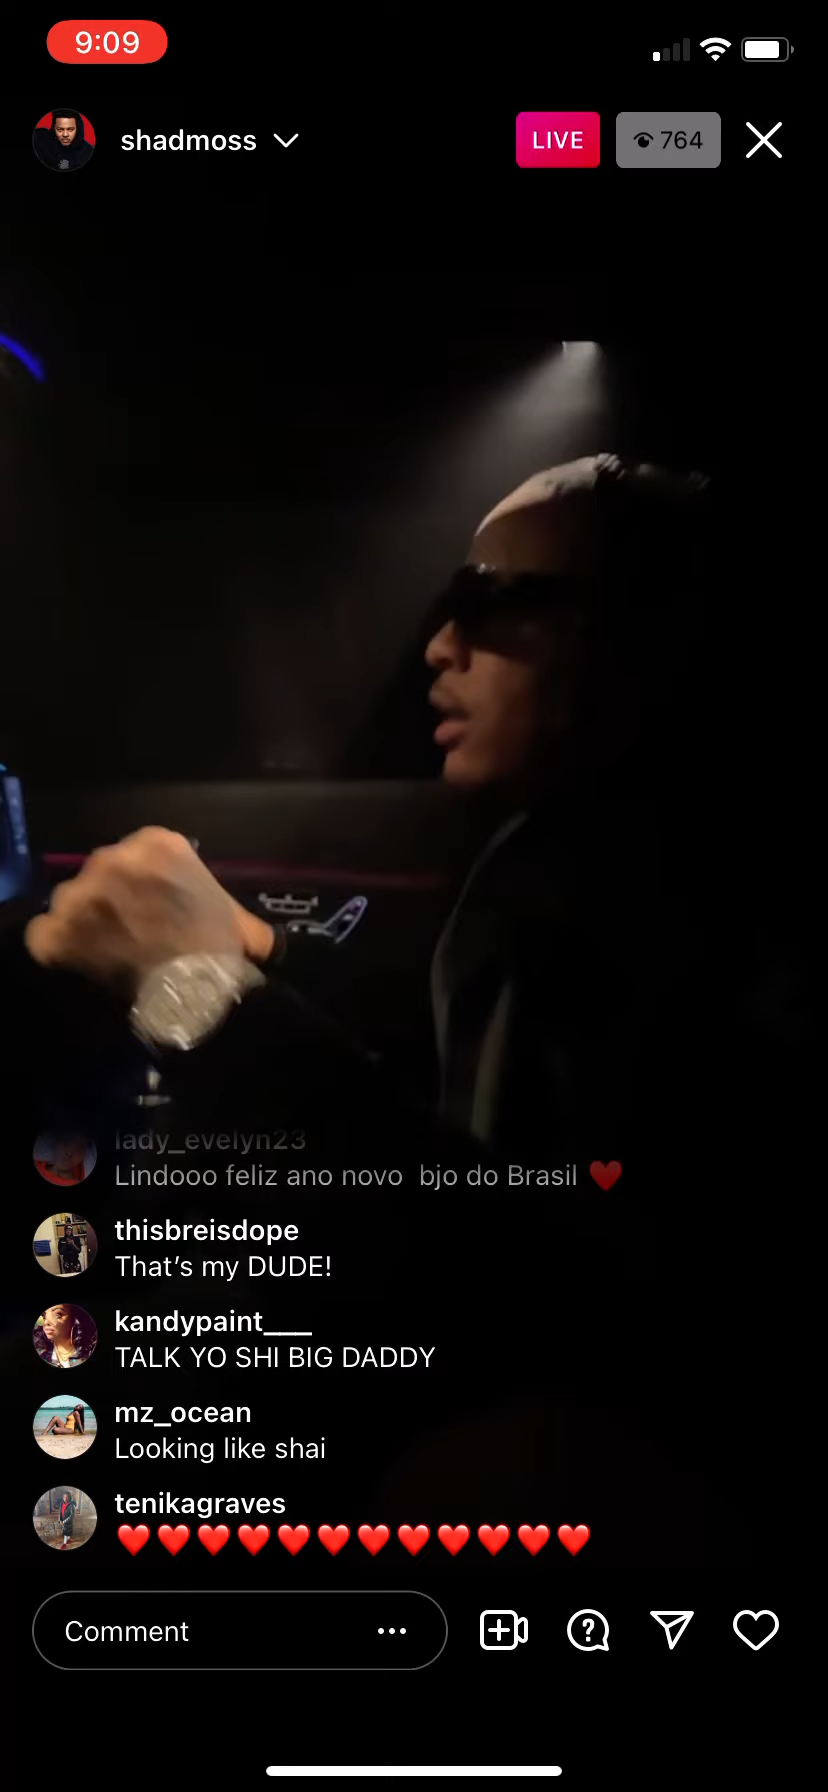 9:09
shadmoss
LIVE
764
lady_evelyn23
Lindooo feliz ano novo  bjo do Brasil ❤️
thisbreisdope
That’s my DUDE!
kandypaint___
TALK YO SHI BIG DADDY
mz_ocean
Looking like shai
tenikagraves
❤️❤️❤️❤️❤️❤️❤️❤️❤️❤️❤️❤️
Comment